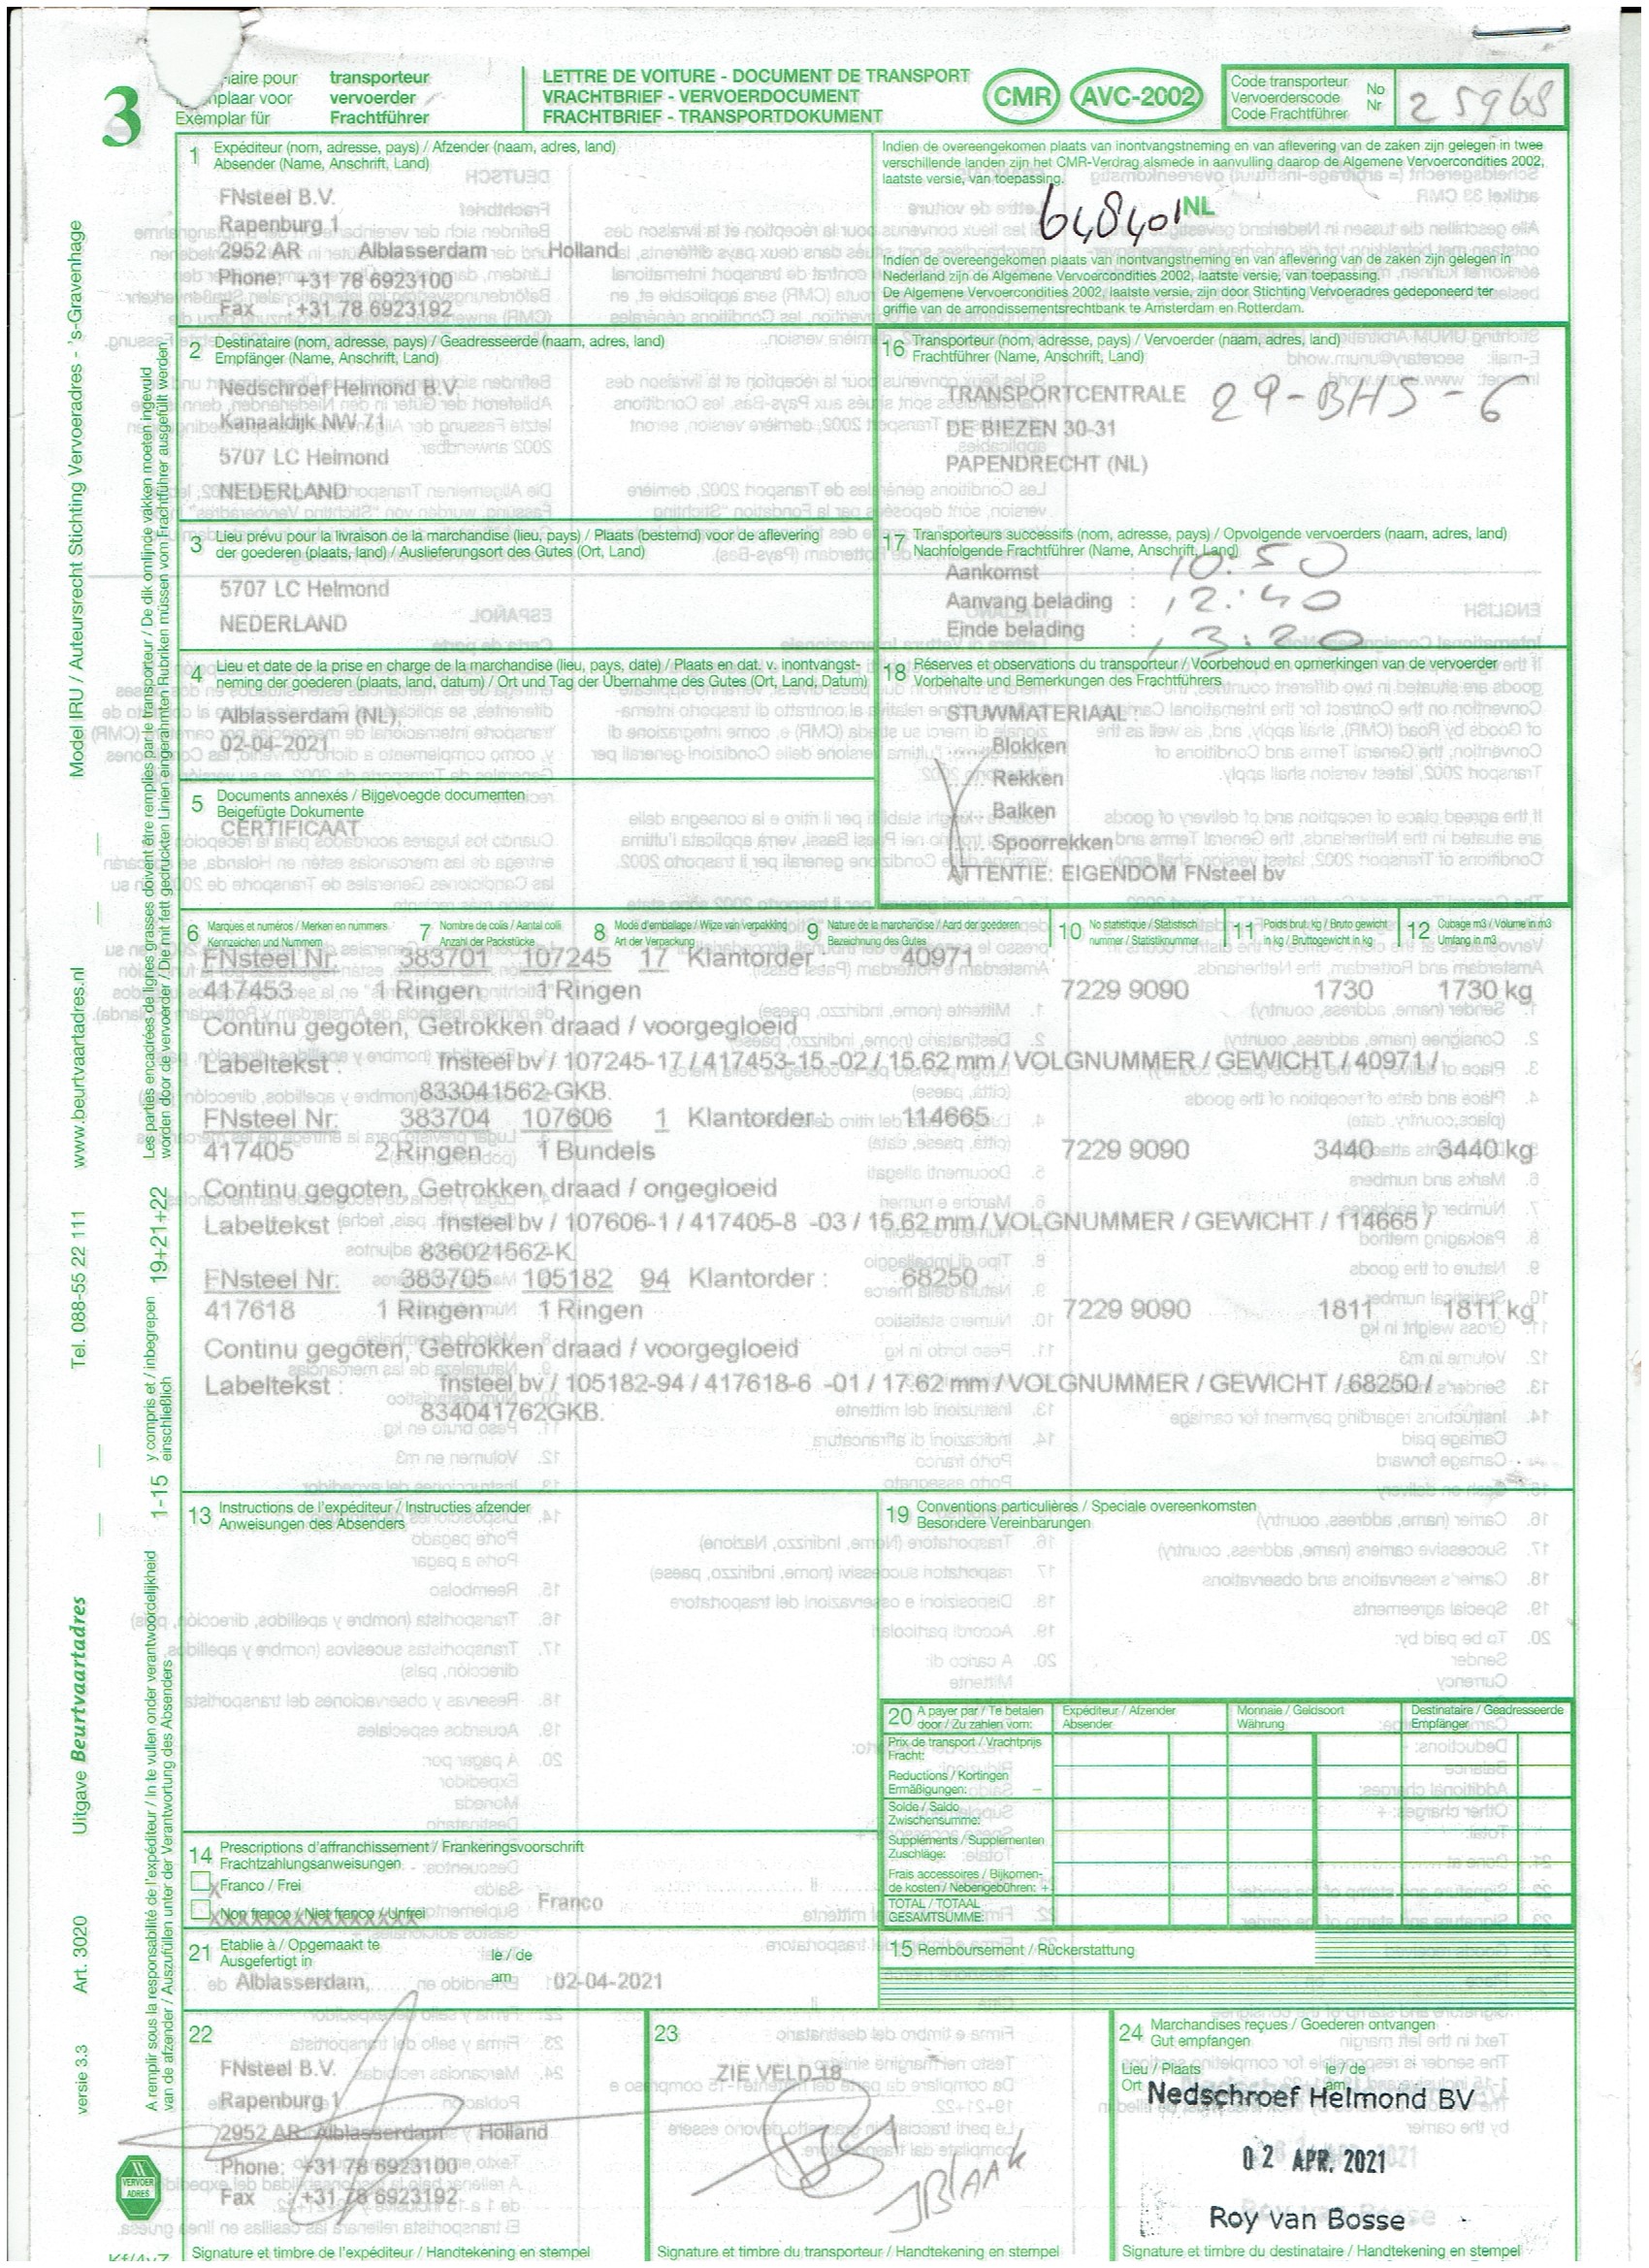 3
aire pour transporteur
plaar voor vervoerder
Exemplar für Frachtführer
LETTRE DE VOITURE - DOCUMENT DE TRANSPORT
VRACHTBRIEF - VERVOERDOCUMENT
FRACHTBRIEF - TRANSPORTDOKUMENT
CMR
AVC-2002
Code transporteur No
Vervoerderscode Nr
Code Frachtführer
25968
1 Expéditeur (nom, adresse, pays) / Afzender (naam, adres, land)
Absender (Name, Anschrift, Land)
FNsteel B.V.
Rapenburg 1
2952 AR Alblasserdam Holland
Phone: +31 78 6923100
Fax +31 78 6923192
Indien de overeengekomen plaats van inontvangstneming en van aflevering van de zaken zijn gelegen in twee
verschillende landen zijn het CMR-Verdrag alsmede in aanvulling daarop de Algemene Vervoercondities 2002,
laatste versie, van toepassing.
NL
Indien de overeengekomen plaats van inontvangstneming en van aflevering van de zaken zijn gelegen in
Nederland zijn de Algemene Vervoercondities 2002, laatste versie, van toepassing.
De Algemene Vervoercondities 2002, laatste versie, zijn door Stichting Vervoeradres gedeponeerd ter
griffie van de arrondissementsrechtbank te Amsterdam en Rotterdam.
2 Destinataire (nom, adresse, pays) / Geadresseerde (naam, adres, land)
Empfänger (Name, Anschrift, Land)
Nedschroef Helmond B.V.
Kanaaldijk NW 71
5707 LC Helmond
NEDERLAND
16 Transporteur (nom, adresse, pays) / Vervoerder (naam, adres, land)
Frachtführer (Name, Anschrift, Land)
TRANSPORTCENTRALE
29-BHS-6
DE BIEZEN 30-31
PAPENDRECHT (NL)
3 Lieu prévu pour la livraison de la marchandise (lieu, pays) / Plaats (bestemd) voor de aflevering
der goederen (plaats, land) / Auslieferungsort des Gutes (Ort, Land)
5707 LC Helmond
NEDERLAND
17 Transporteurs successifs (nom, adresse, pays) / Opvolgende vervoerders (naam, adres, land)
Nachfolgende Frachtführer (Name, Anschrift, Land)
Aankomst : 10:50
Aanvang belading : 12:40
Einde belading : 13:20
4 Lieu et date de la prise en charge de la marchandise (lieu, pays, date) / Plaats en dat. v. inontvangst-
neming der goederen (plaats, land, datum) / Ort und Tag der Übernahme des Gutes (Ort, Land, Datum)
Alblasserdam (NL),
02-04-2021
18 Réserves et observations du transporteur / Voorbehoud en opmerkingen van de vervoerder
Vorbehalte und Bemerkungen des Frachtführers
STUWMATERIAAL :
Blokken
Rekken
Balken
Spoorrekken
ATTENTIE: EIGENDOM FNsteel bv
5 Documents annexés / Bijgevoegde documenten
Beigefügte Dokumente
CERTIFICAAT
6 Marques et numéros / Merken en nummers
Kennzeichen und Nummern
7 Nombre de colis / Aantal colli
Anzahl der Packstücke
8 Mode d'emballage / Wijze van verpakking
Art der Verpackung
9 Nature de la marchandise / Aard der goederen
Bezeichnung des Gutes
10 No statistique / Statistisch
nummer / Statistiknummer
11 Poids brut, kg / Bruto gewicht
in kg / Bruttogewicht in kg
12 Cubage m3 / Volume in m3
Umfang in m3
FNsteel Nr. 383701 107245 17 Klantorder : 40971
417453 1 Ringen 1 Ringen 7229 9090 1730 1730 kg
Continu gegoten, Getrokken draad / voorgegloeid
Labeltekst : fnsteel bv / 107245-17 / 417453-15 -02 / 15.62 mm / VOLGNUMMER / GEWICHT / 40971 /
833041562-GKB.
FNsteel Nr: 383704 107606 1 Klantorder : 114665
417405 2 Ringen 1 Bundels 7229 9090 3440 3440 kg
Continu gegoten, Getrokken draad / ongegloeid
Labeltekst : fnsteel bv / 107606-1 / 417405-8 -03 / 15.62 mm / VOLGNUMMER / GEWICHT / 114665 /
836021562-K.
FNsteel Nr: 383705 105182 94 Klantorder : 68250
417618 1 Ringen 1 Ringen 7229 9090 1811 1811 kg
Continu gegoten, Getrokken draad / voorgegloeid
Labeltekst : fnsteel bv / 105182-94 / 417618-6 -01 / 17.62 mm / VOLGNUMMER / GEWICHT / 68250 /
834041762GKB.
13 Instructions de l'expéditeur / Instructies afzender
Anweisungen des Absenders
19 Conventions particulières / Speciale overeenkomsten
Besondere Vereinbarungen
20 A payer par / Te betalen
door / Zu zahlen vom:
Expéditeur / Afzender
Absender
Monnaie / Geldsoort
Währung
Destinataire / Geadresseerde
Empfänger
Prix de transport / Vrachtprijs
Fracht:
Reductions / Kortingen
Ermäßigungen: −
Solde / Saldo
Zwischensumme:
Suppléments / Supplementen
Zuschläge:
Frais accessoires / Bijkomen-
de kosten / Nebengebühren: +
TOTAL / TOTAAL
GESAMTSUMME:
14 Prescriptions d'affranchissement / Frankeringsvoorschrift
Frachtzahlungsanweisungen
Franco / Frei
Non franco / Niet franco / Unfrei
Franco
21 Etablie à / Opgemaakt te le / de
Ausgefertigt in am
Alblasserdam, 02-04-2021
15 Remboursement / Rückerstattung
22
FNsteel B.V.
Rapenburg 1
2952 AR Alblasserdam Holland
Phone: +31 78 6923100
Fax +31 78 6923192
Signature et timbre de l'expéditeur / Handtekening en stempel
23
ZIE VELD 18
JBLAAK
Signature et timbre du transporteur / Handtekening en stempel
24 Marchandises reçues / Goederen ontvangen
Gut empfangen
Lieu / Plaats le / de
Ort am
Nedschroef Helmond BV
02 APR. 2021
Roy van Bosse
Signature et timbre du destinataire / Handtekening en stempel
Model IRU / Auteursrecht Stichting Vervoeradres - 's-Gravenhage
www.beurtvaartadres.nl
Tel. 088-55 22 111
Uitgave Beurtvaartadres
Art. 3020
versie 3.3
Les parties encadrées de lignes grasses doivent être remplies par le transporteur / De dik omlijnde vakken moeten ingevuld
worden door de vervoerder / Die mit fett gedruckten Linien eingerahmten Rubriken müssen vom Frachtführer ausgefüllt werden
19+21+22
y compris et / inbegrepen
einschließlich
1-15
A remplir sous la responsabilité de l'expéditeur / In te vullen onder verantwoordelijkheid
van de afzender / Auszufüllen unter der Verantwortung des Absenders
VERVOER
ADRES